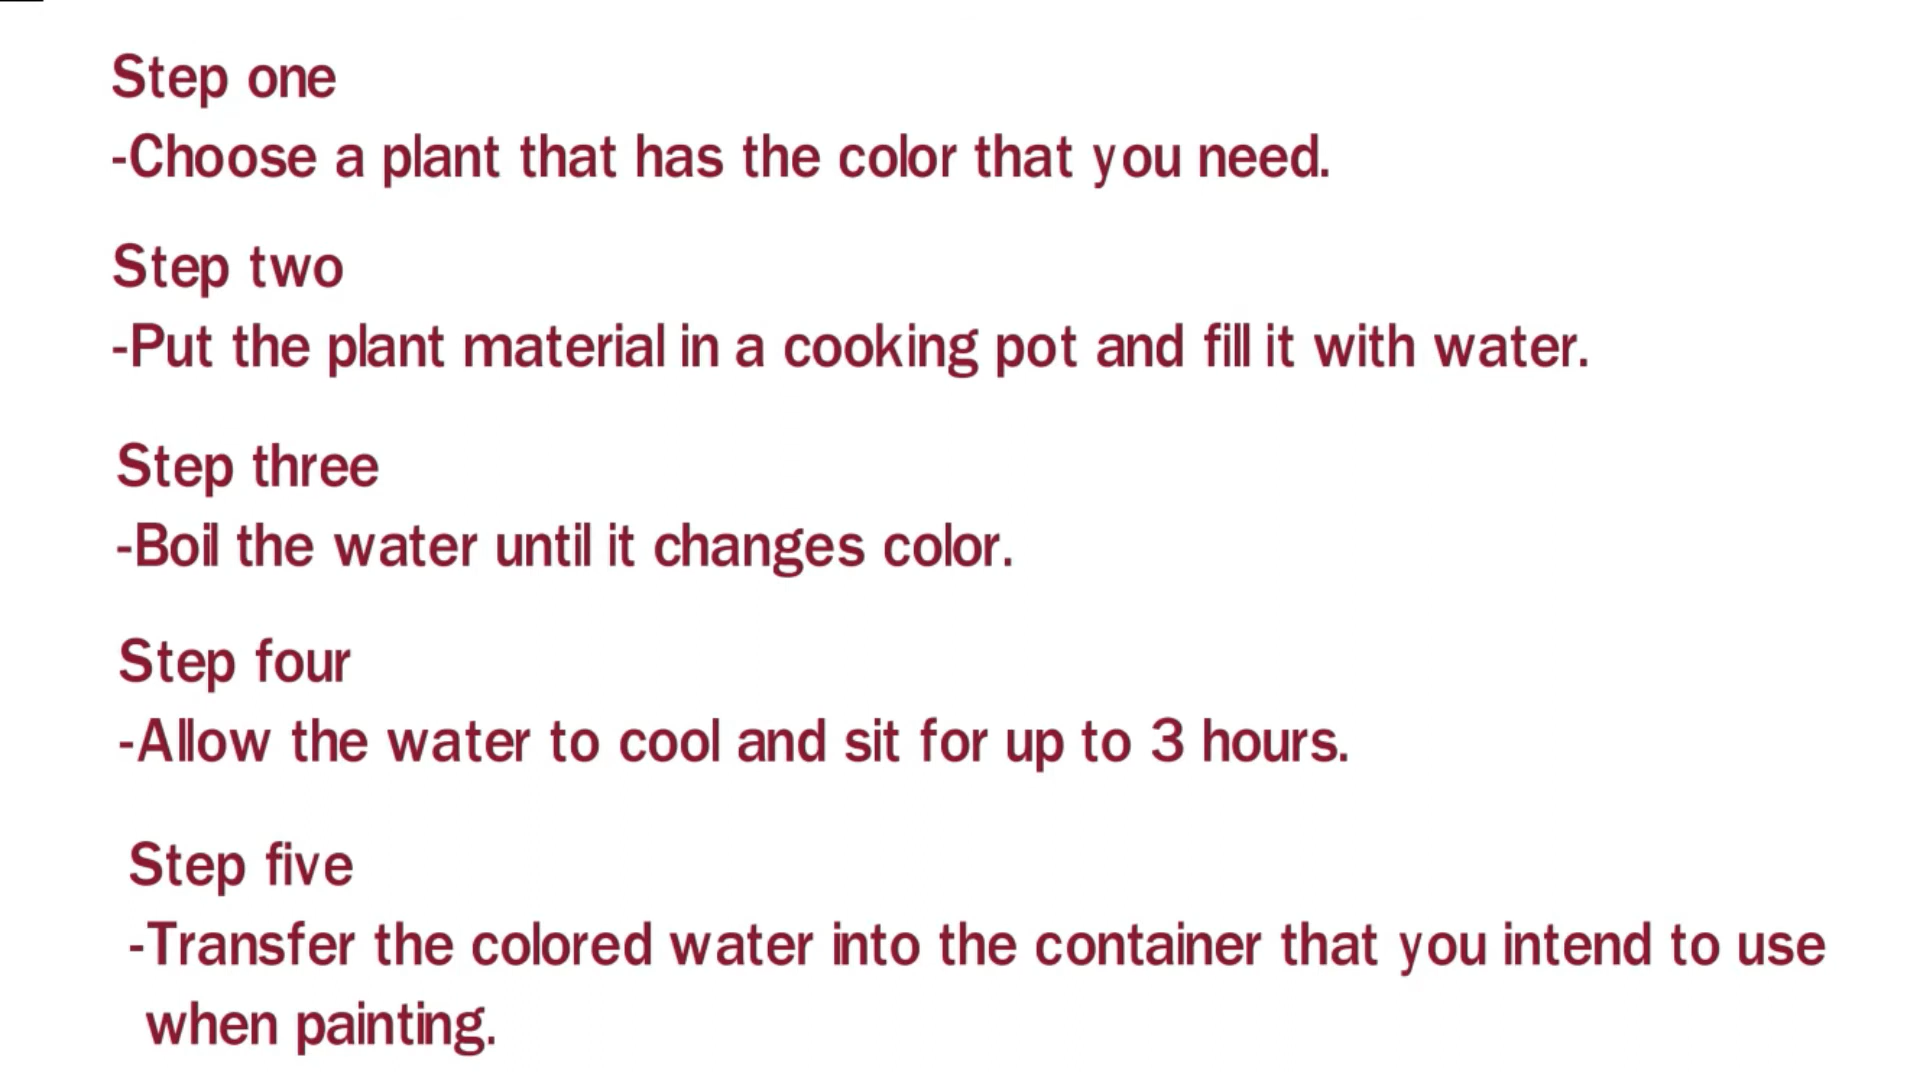 Step one
-Choose a plant that has the color that you need.
Step two
-Put the plant material in a cooking pot and fill it with water.
Step three
-Boil the water until it changes color.
Step four
-Allow the water to cool and sit for up to 3 hours.
Step five
-Transfer the colored water into the container that you intend to use
when painting.